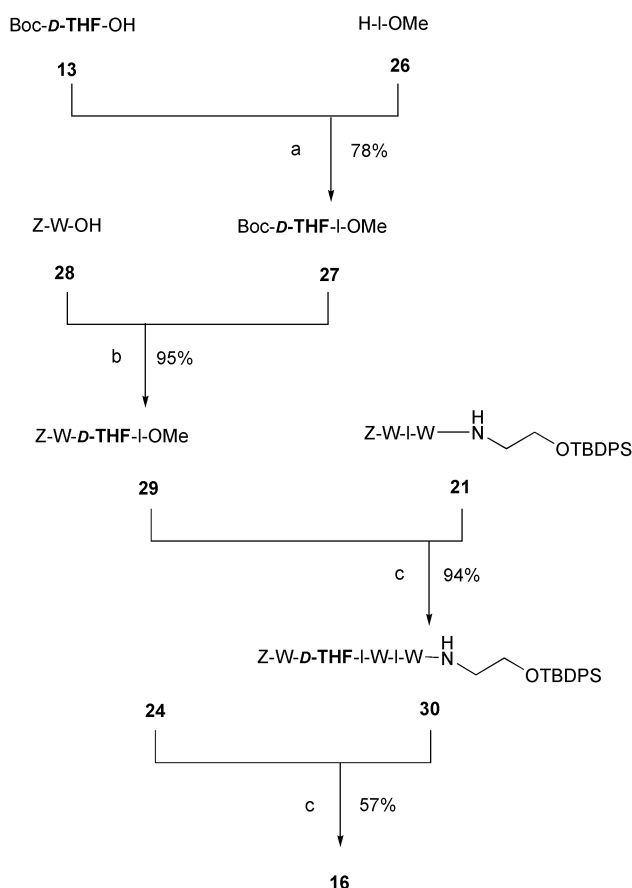 Boc-D-THF-OH H-I-OMe
13 26
a 78%
Z-W-OH Boc-D-THF-I-OMe
28 27
b 95%
Z-W-D-THF-I-OMe Z-W-I-W H N OTBDPS
29 21
c 94%
Z-W-D-THF-I-W-I-W H N OTBDPS
24 30
c 57%
16